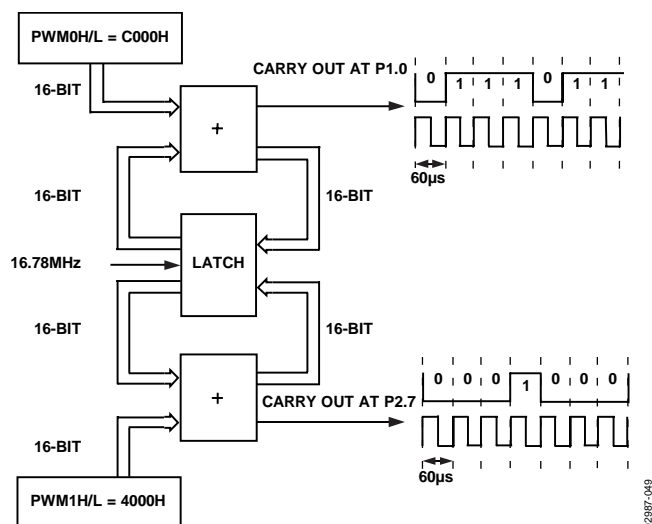 PWM0H/L = C000H
CARRY OUT AT P1.0
0 1 1 1 0 1 1
16-BIT
+
60µs
16-BIT
16-BIT
16.78MHz
LATCH
16-BIT
16-BIT
0 0 0 1 0 0 0
+
CARRY OUT AT P2.7
16-BIT
60µs
PWM1H/L = 4000H
02987-049